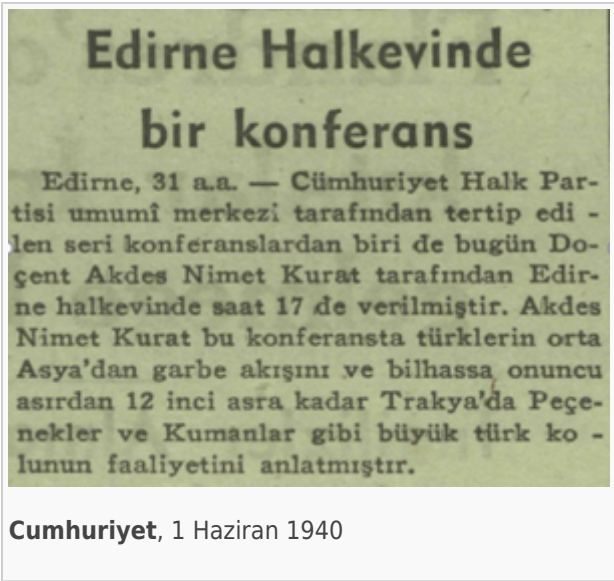 Edirne Halkevinde
bir konferans
Edirne, 31 a.a. — Cümhuriyet Halk Par-
tisi umumî merkezi tarafından tertip edi -
len seri konferanslardan biri de bugün Do-
çent Akdes Nimet Kurat tarafından Edir-
ne halkevinde saat 17 de verilmiştir. Akdes
Nimet Kurat bu konferansta türklerin orta
Asya'dan garbe akışını ve bilhassa onuncu
asırdan 12 inci asra kadar Trakya'da Peçe-
nekler ve Kumanlar gibi büyük türk ko -
lunun faaliyetini anlatmıştır.
Cumhuriyet, 1 Haziran 1940